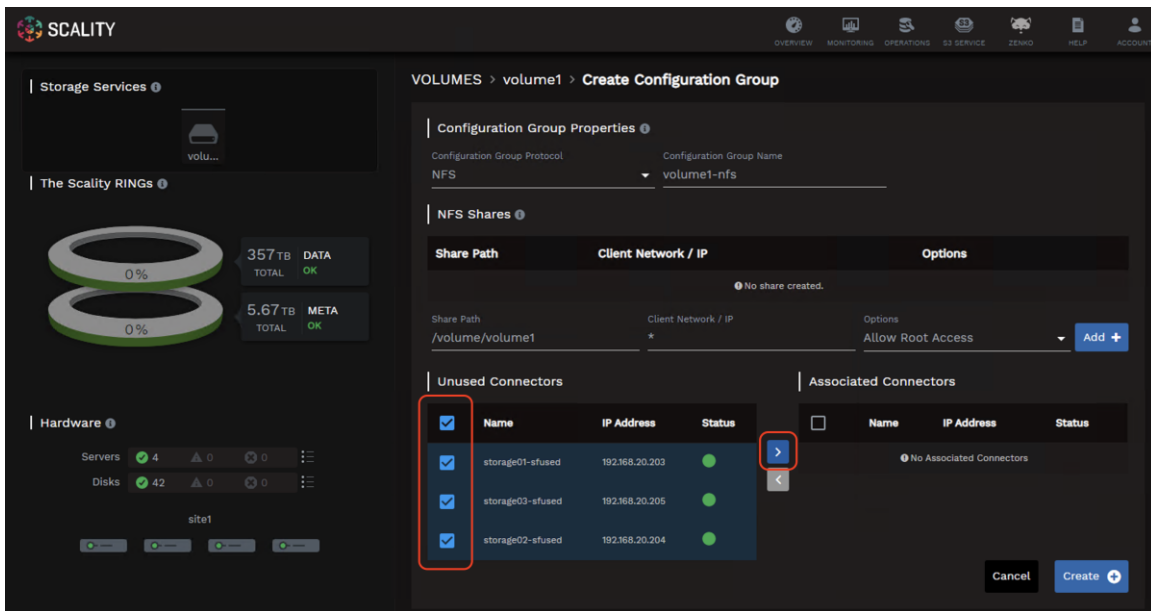 SCALITY
OVERVIEW MONITORING OPERATIONS S3 SERVICE ZENKO HELP ACCOUNT
Storage Services
volu...
The Scality RINGs
0%
357TB DATA
TOTAL OK
0%
5.67TB META
TOTAL OK
Hardware
Servers 4 0 0
Disks 42 0 0
site1
VOLUMES > volume1 > Create Configuration Group
Configuration Group Properties
Configuration Group Protocol Configuration Group Name
NFS volume1-nfs
NFS Shares
Share Path Client Network / IP Options
No share created.
Share Path Client Network / IP Options
/volume/volume1 * Allow Root Access Add +
Unused Connectors Associated Connectors
Name IP Address Status Name IP Address Status
storage01-sfused 192.168.20.203 > No Associated Connectors
storage03-sfused 192.168.20.205 <
storage02-sfused 192.168.20.204
Cancel Create +